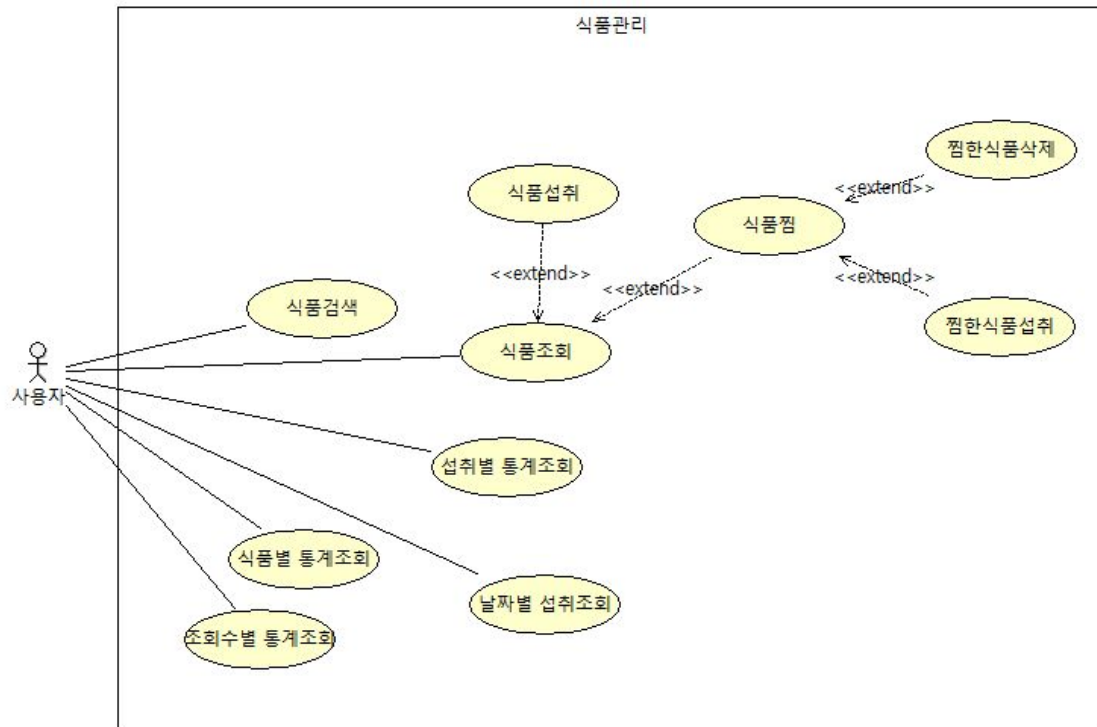 식품관리
찜한식품삭제
식품섭취
<<extend>>
식품찜
<<extend>>
<<extend>>
<<extend>>
식품검색
찜한식품섭취
식품조회
사용자
섭취별 통계조회
식품별 통계조회
날짜별 섭취조회
조회수별 통계조회